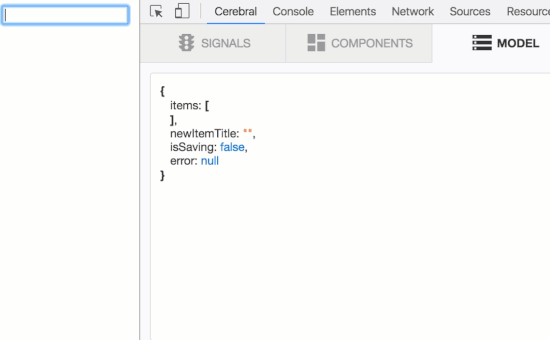 Cerebral Console Elements Network Sources Resource
SIGNALS COMPONENTS MODEL
{
items: [
],
newItemTitle: "",
isSaving: false,
error: null
}